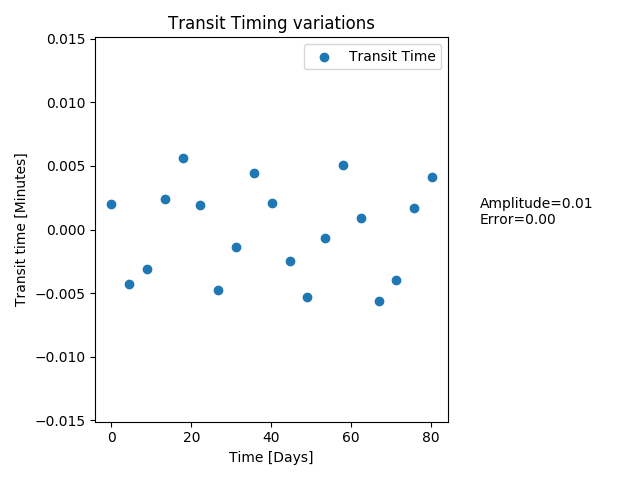 Transit Timing variations
Transit Time
0.015
0.010
0.005
0.000
−0.005
−0.010
−0.015
Transit time [Minutes]
0 20 40 60 80
Time [Days]
Amplitude=0.01
Error=0.00